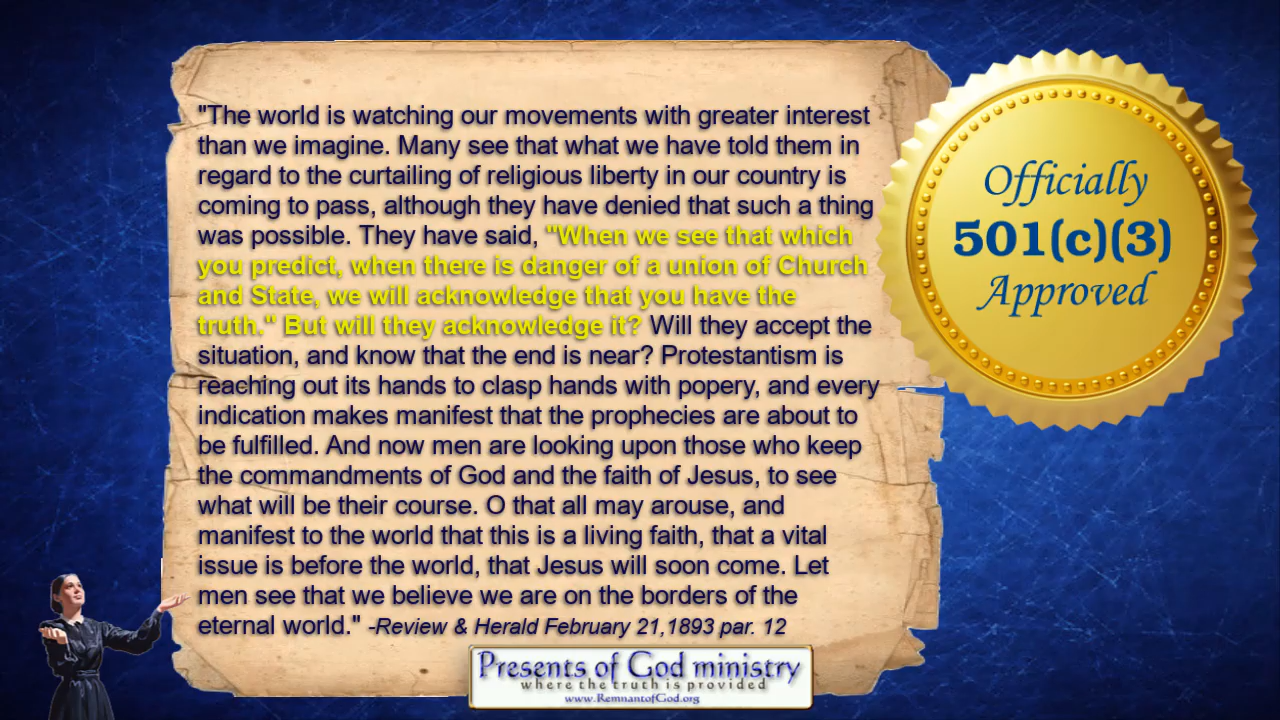 "The world is watching our movements with greater interest
than we imagine. Many see that what we have told them in
regard to the curtailing of religious liberty in our country is
coming to pass, although they have denied that such a thing
was possible. They have said, "When we see that which
you predict, when there is danger of a union of Church
and State, we will acknowledge that you have the
truth." But will they acknowledge it? Will they accept the
situation, and know that the end is near? Protestantism is
reaching out its hands to clasp hands with popery, and every
indication makes manifest that the prophecies are about to
be fulfilled. And now men are looking upon those who keep
the commandments of God and the faith of Jesus, to see
what will be their course. O that all may arouse, and
manifest to the world that this is a living faith, that a vital
issue is before the world, that Jesus will soon come. Let
men see that we believe we are on the borders of the
eternal world." -Review & Herald February 21,1893 par. 12
Officially
501(c)(3)
Approved
Presents of God ministry
where the truth is provided
www.RemnantofGod.org